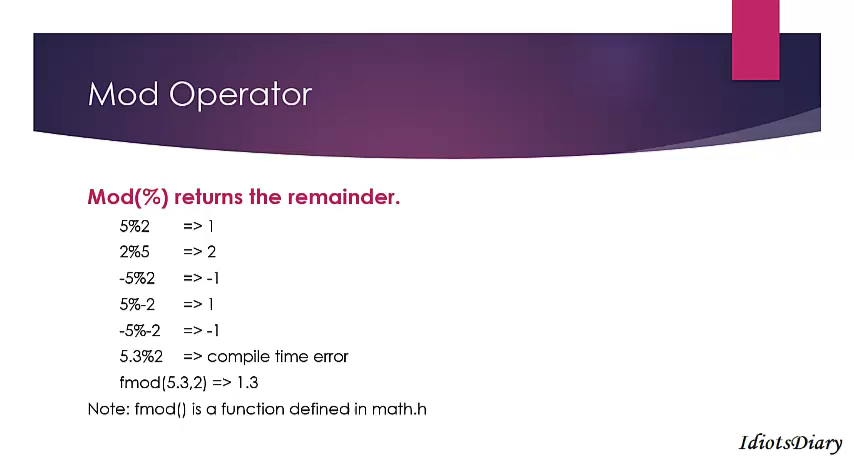 Mod Operator
Mod(%) returns the remainder.
5%2 => 1
2%5 => 2
-5%2 => -1
5%-2 => 1
-5%-2 => -1
5.3%2 => compile time error
fmod(5.3,2) => 1.3
Note: fmod() is a function defined in math.h
IdiotsDiary